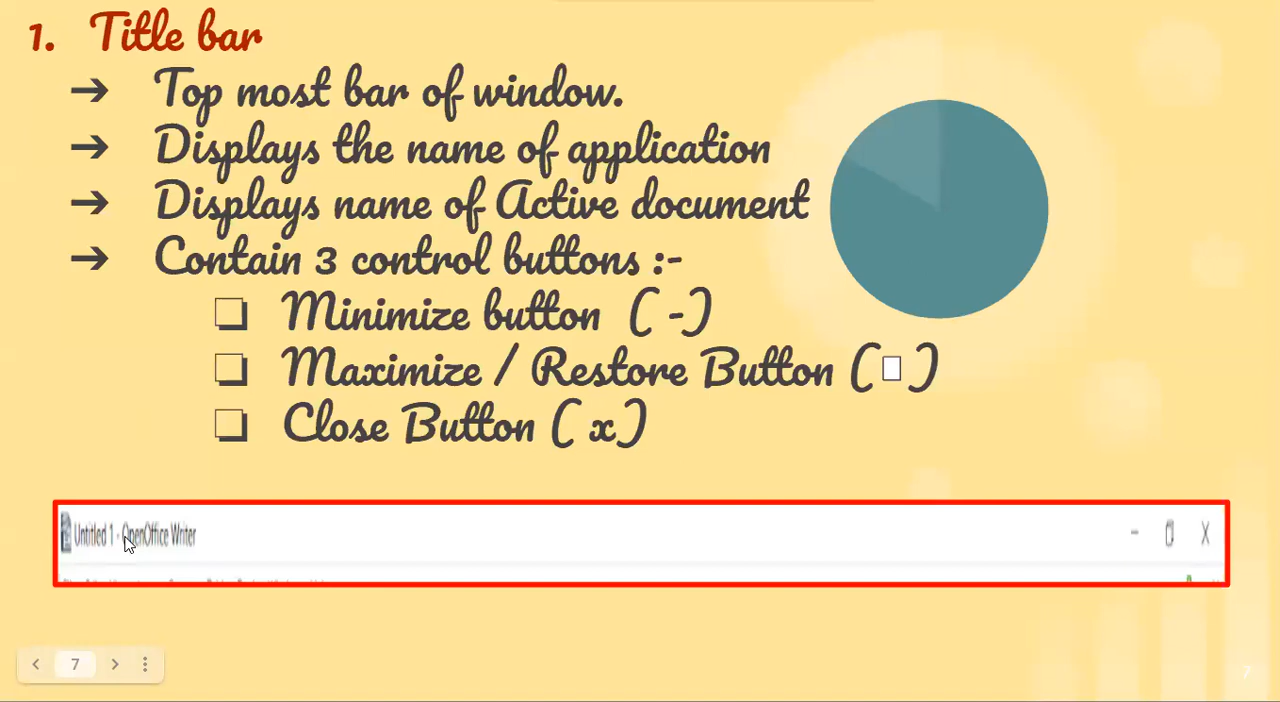 1. Title bar
➔ Top most bar of window.
➔ Displays the name of application
➔ Displays name of Active document
➔ Contain 3 control buttons :-
❏ Minimize button ( -)
❏ Maximize / Restore Button ( )
❏ Close Button ( x)
Untitled 1 - OpenOffice Writer
7
7